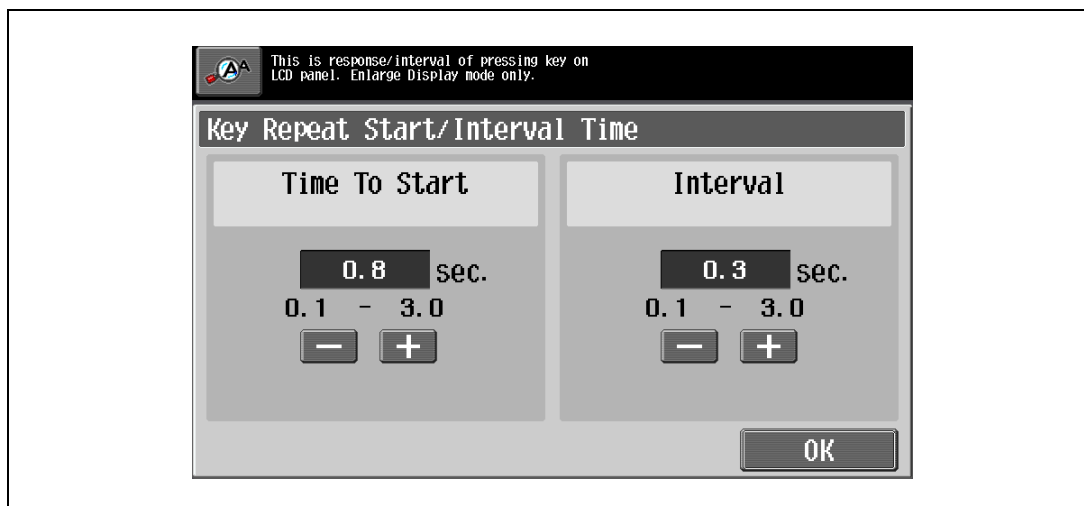 This is response/interval of pressing key on
LCD panel. Enlarge Display mode only.
Key Repeat Start/Interval Time
Time To Start
Interval
0.8 sec.
0.3 sec.
0.1 - 3.0
0.1 - 3.0
− +
− +
OK